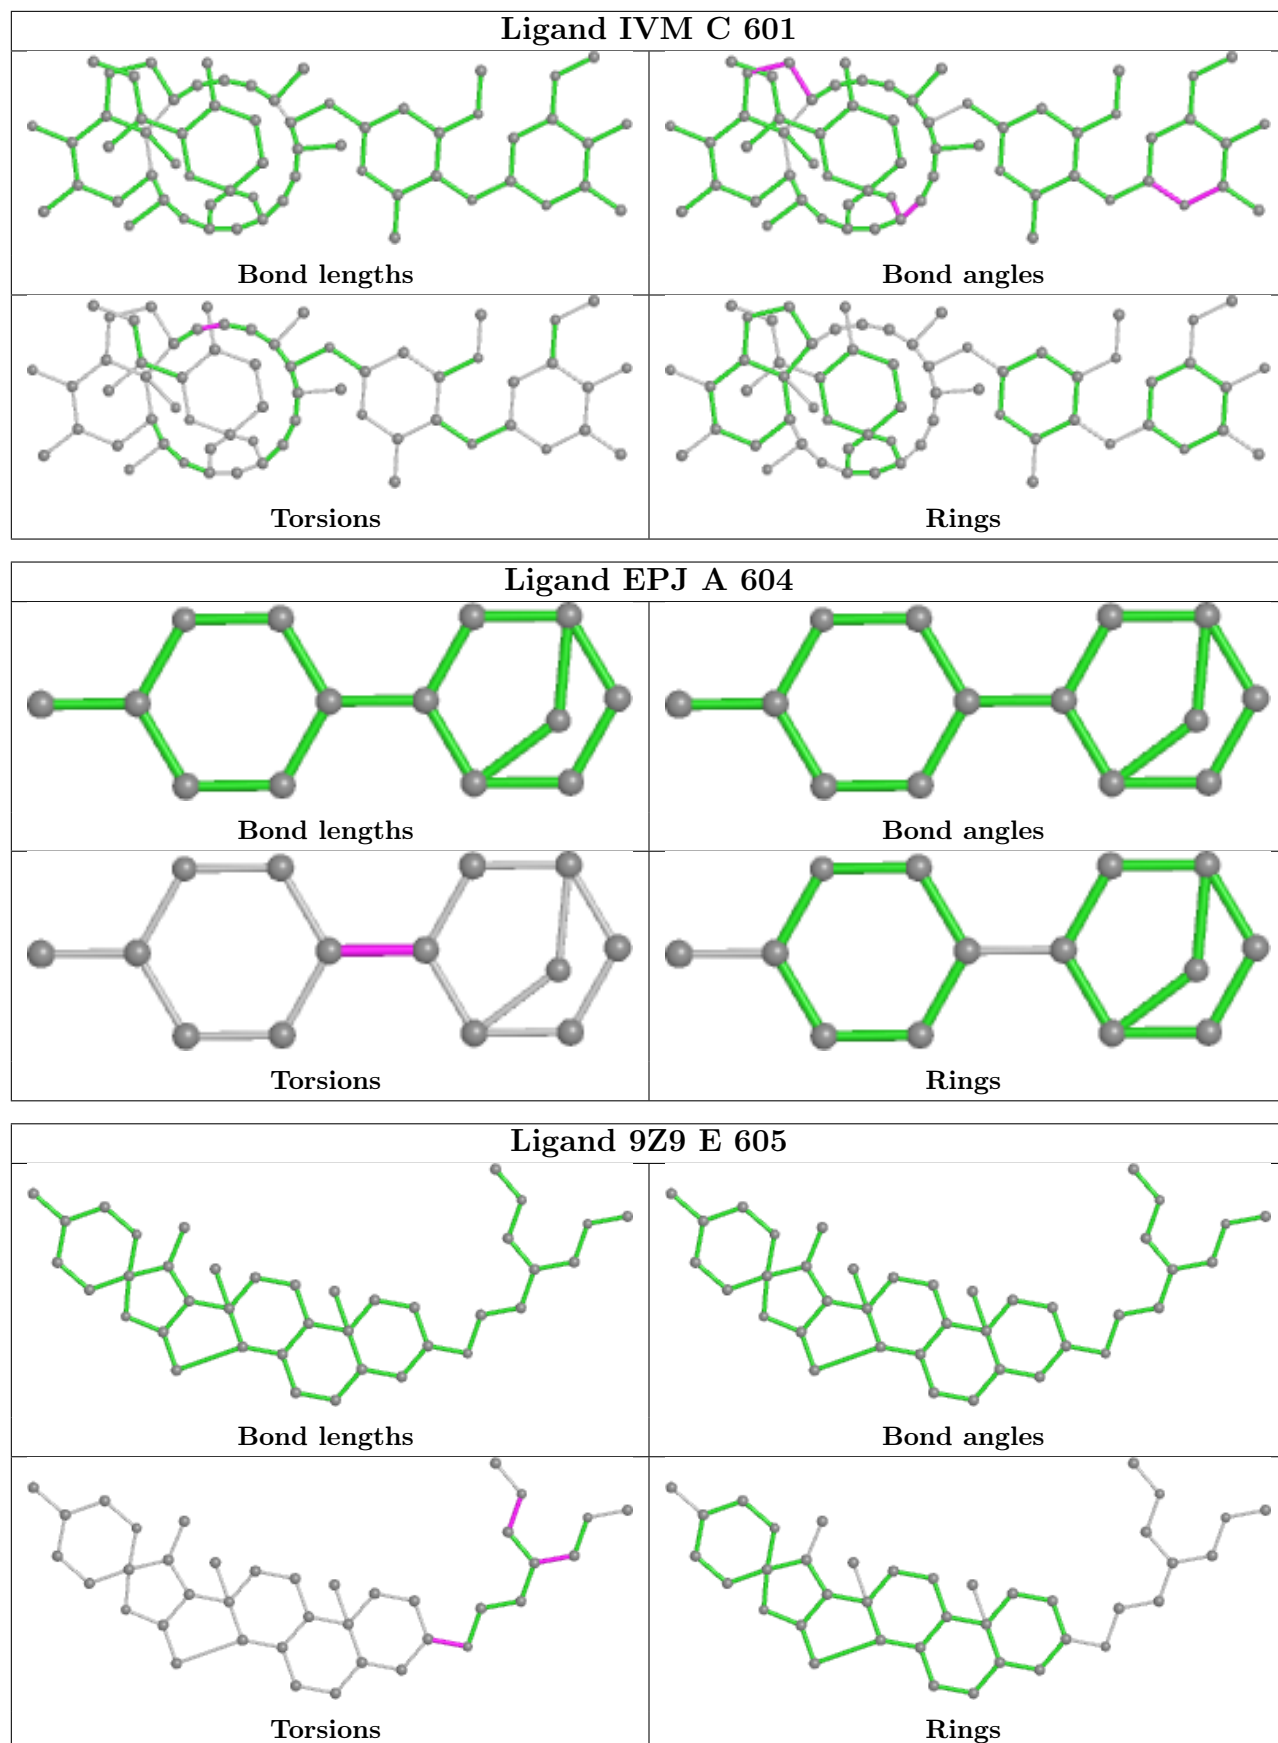 Ligand IVM C 601
Bond lengths
Bond angles
Torsions
Rings
Ligand EPJ A 604
Bond lengths
Bond angles
Torsions
Rings
Ligand 9Z9 E 605
Bond lengths
Bond angles
Torsions
Rings